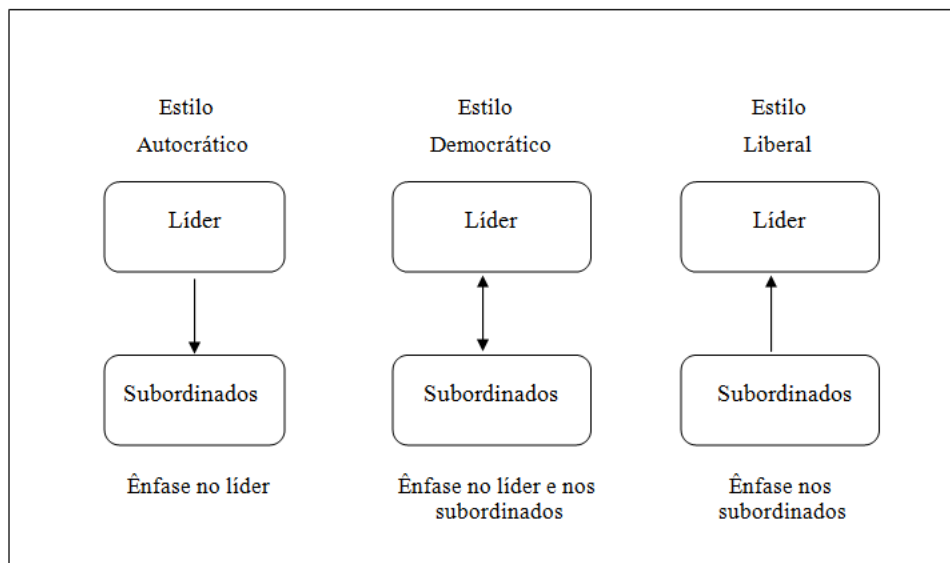 Estilo
Autocrático
Líder
Subordinados
Ênfase no líder
Estilo
Democrático
Líder
Subordinados
Ênfase no líder e nos
subordinados
Estilo
Liberal
Líder
Subordinados
Ênfase nos
subordinados